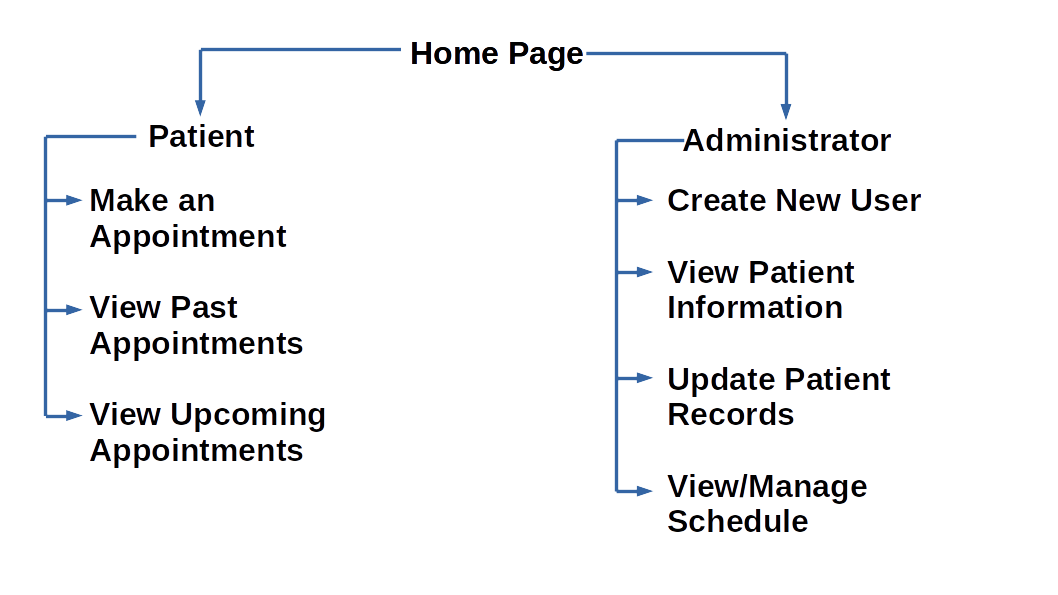 Home Page
Patient
Make an
Appointment
View Past
Appointments
View Upcoming
Appointments
Administrator
Create New User
View Patient
Information
Update Patient
Records
View/Manage
Schedule